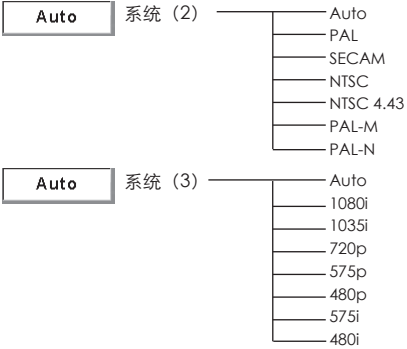 Auto 系统（2） Auto
PAL
SECAM
NTSC
NTSC 4.43
PAL-M
PAL-N
Auto 系统（3） Auto
1080i
1035i
720p
575p
480p
575i
480i